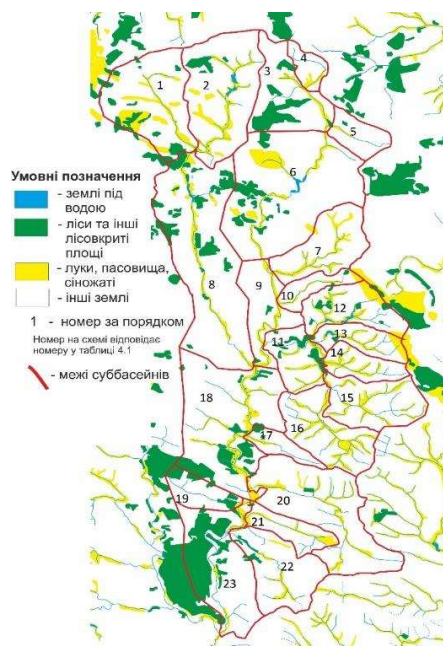 1
2
3
4
5
6
7
8
9
10
11
12
13
14
15
16
17
18
19
20
21
22
23
Умовні позначення
- землі під
водою
- ліси та інші
лісовкриті
площі
- луки, пасовища,
сіножаті
- інші землі
1 - номер за порядком
Номер на схемі відповідає
номеру у таблиці 4.1
- межі суббасейнів